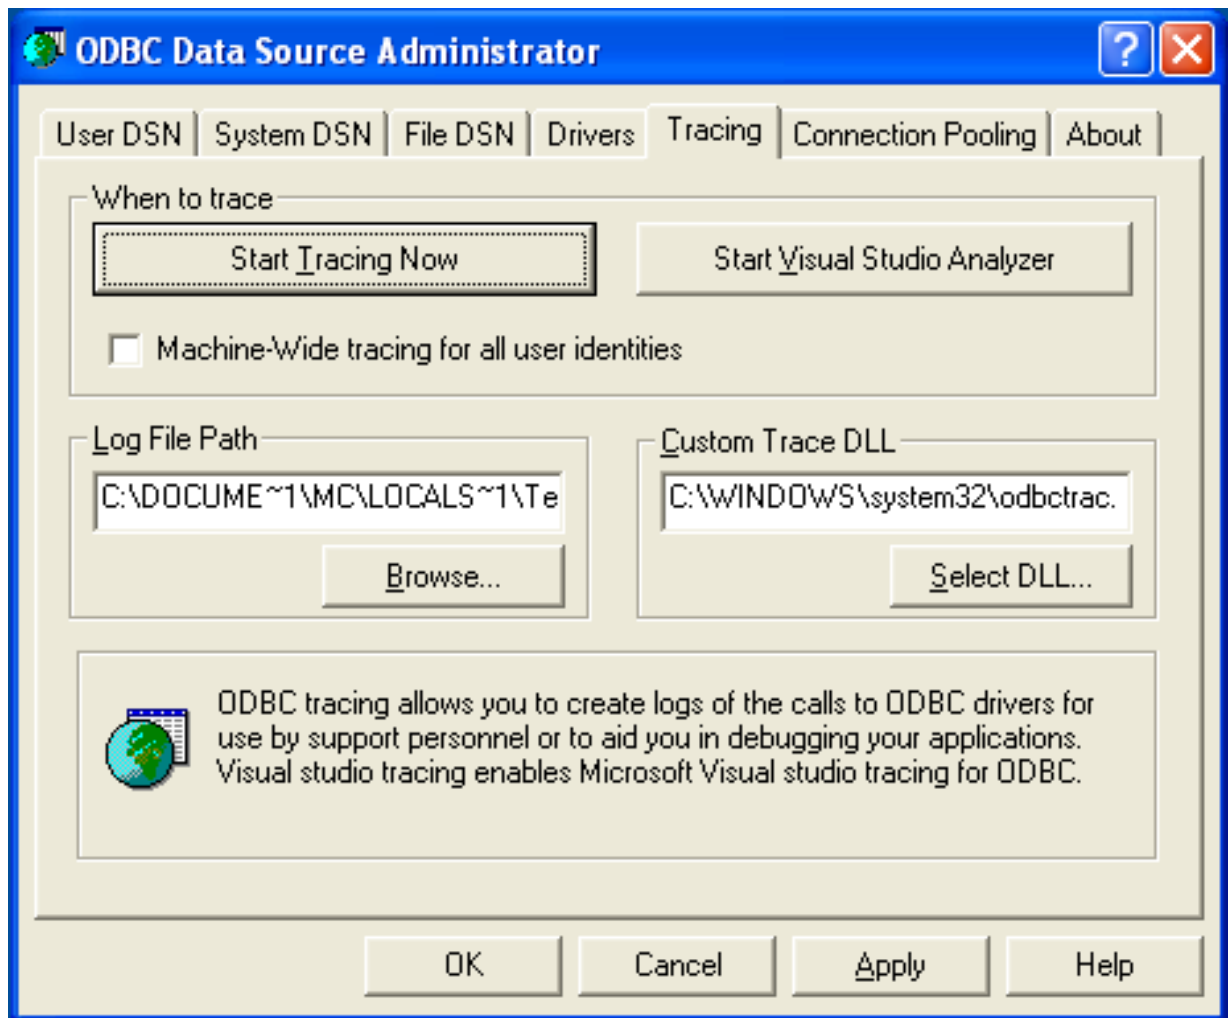 ODBC Data Source Administrator
User DSN System DSN File DSN Drivers Tracing Connection Pooling About
When to trace
Start Tracing Now Start Visual Studio Analyzer
Machine-Wide tracing for all user identities
Log File Path Custom Trace DLL
C:\DOCUME~1\MC\LOCALS~1\Te C:\WINDOWS\system32\odbctrac.
Browse... Select DLL...
ODBC tracing allows you to create logs of the calls to ODBC drivers for
use by support personnel or to aid you in debugging your applications.
Visual studio tracing enables Microsoft Visual studio tracing for ODBC.
OK Cancel Apply Help